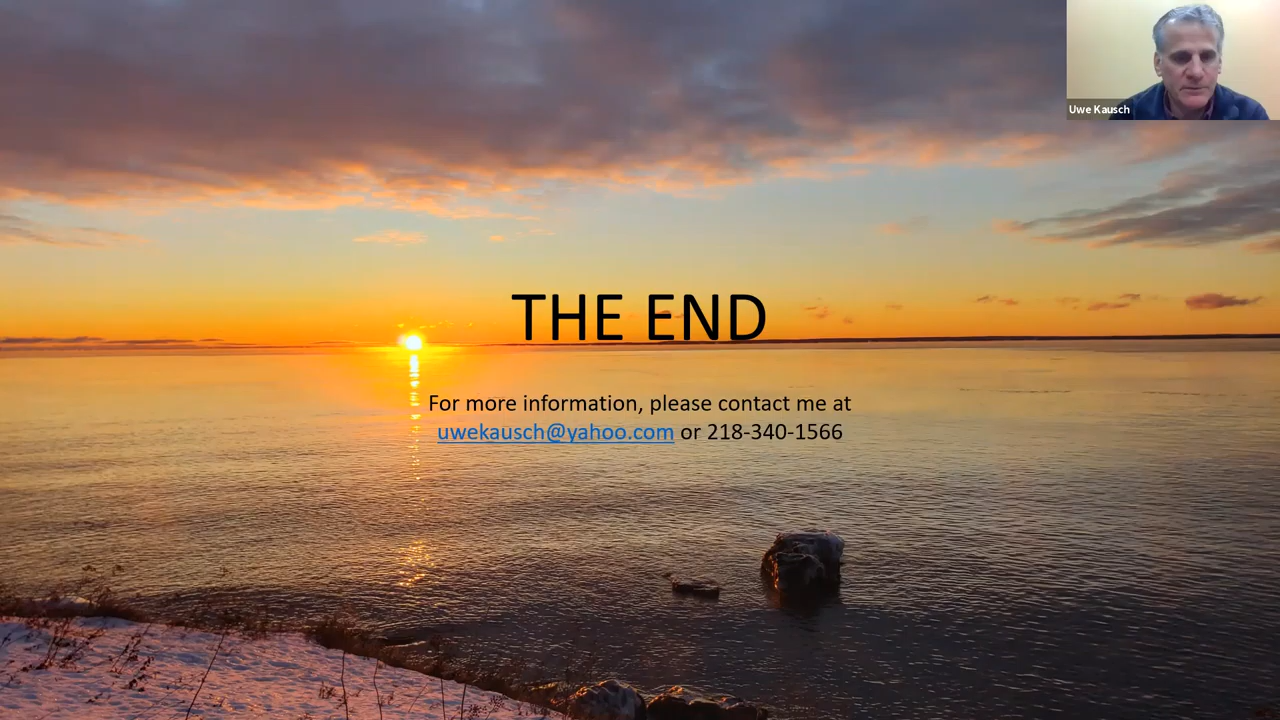 Uwe Kausch
THE END
For more information, please contact me at
uwekausch@yahoo.com or 218-340-1566